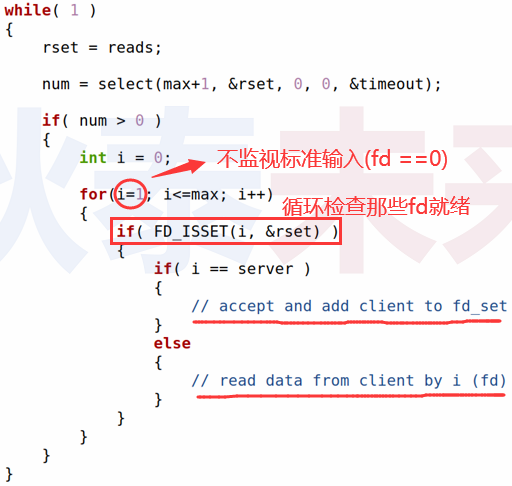 while( 1 )
{
rset = reads;
num = select(max+1, &rset, 0, 0, &timeout);
if( num > 0 )
{
int i = 0;
不监视标准输入(fd ==0)
for(i=1; i<=max; i++)
循环检查那些fd就绪
{
if( FD_ISSET(i, &rset) )
{
if( i == server )
{
// accept and add client to fd_set
}
else
{
// read data from client by i (fd)
}
}
}
}
}